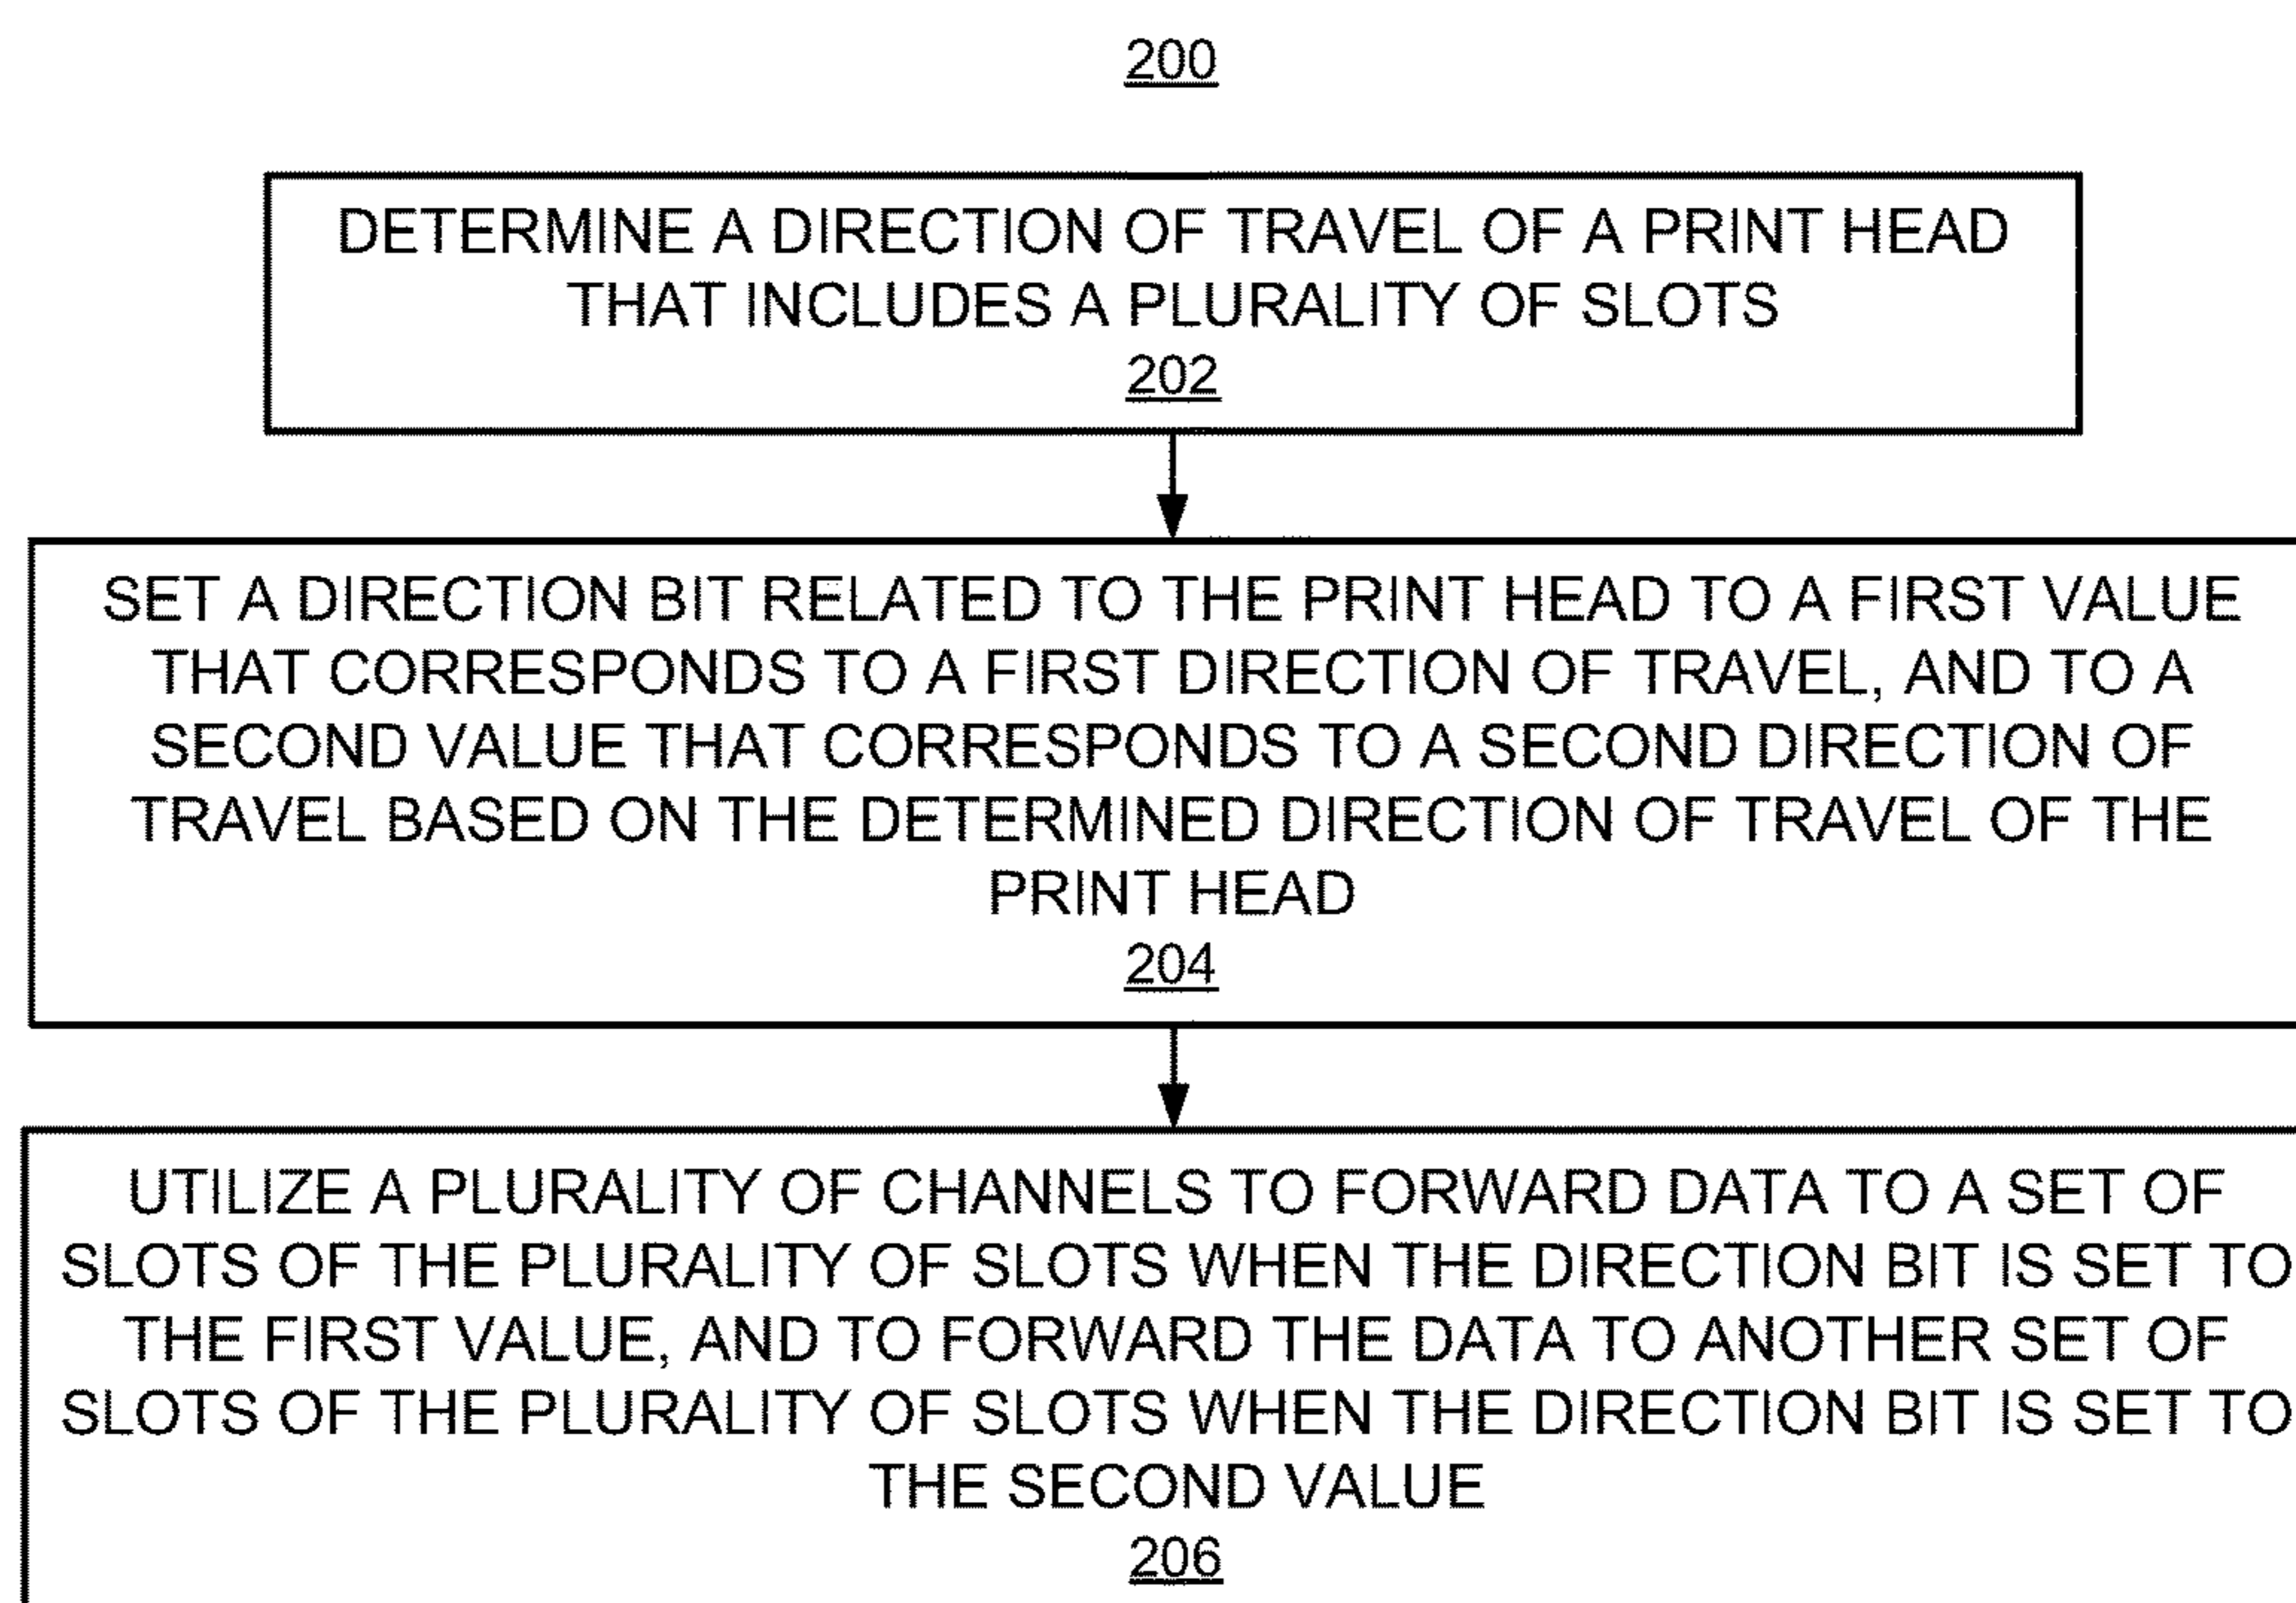 200
DETERMINE A DIRECTION OF TRAVEL OF A PRINT HEAD
THAT INCLUDES A PLURALITY OF SLOTS
202
SET A DIRECTION BIT RELATED TO THE PRINT HEAD TO A FIRST VALUE
THAT CORRESPONDS TO A FIRST DIRECTION OF TRAVEL, AND TO A
SECOND VALUE THAT CORRESPONDS TO A SECOND DIRECTION OF
TRAVEL BASED ON THE DETERMINED DIRECTION OF TRAVEL OF THE
PRINT HEAD
204
UTILIZE A PLURALITY OF CHANNELS TO FORWARD DATA TO A SET OF
SLOTS OF THE PLURALITY OF SLOTS WHEN THE DIRECTION BIT IS SET TO
THE FIRST VALUE, AND TO FORWARD THE DATA TO ANOTHER SET OF
SLOTS OF THE PLURALITY OF SLOTS WHEN THE DIRECTION BIT IS SET TO
THE SECOND VALUE
206